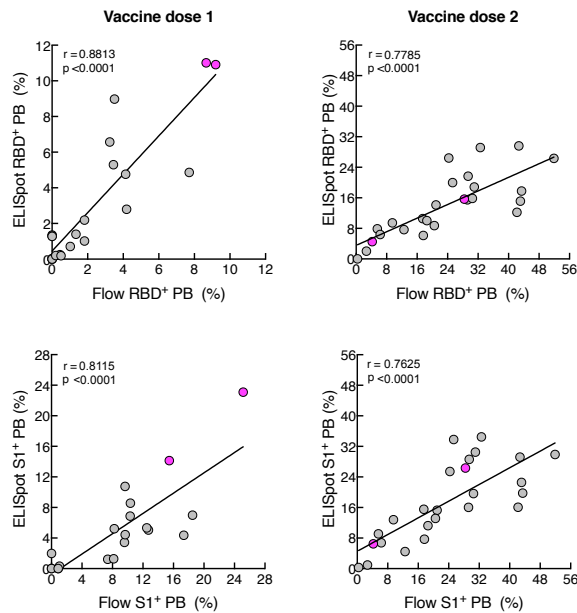 Vaccine dose 1
Vaccine dose 2
ELISpot RBD⁺ PB (%)
12
10
8
6
4
2
0
r = 0.8813
p <0.0001
0 2 4 6 8 10 12
Flow RBD⁺ PB (%)
ELISpot RBD⁺ PB (%)
56
48
40
32
24
16
8
0
r = 0.7785
p <0.0001
0 8 16 24 32 40 48 56
Flow RBD⁺ PB (%)
ELISpot S1⁺ PB (%)
28
24
20
16
12
8
4
0
r = 0.8115
p <0.0001
0 4 8 12 16 20 24 28
Flow S1⁺ PB (%)
ELISpot S1⁺ PB (%)
56
48
40
32
24
16
8
0
r = 0.7625
p <0.0001
0 8 16 24 32 40 48 56
Flow S1⁺ PB (%)